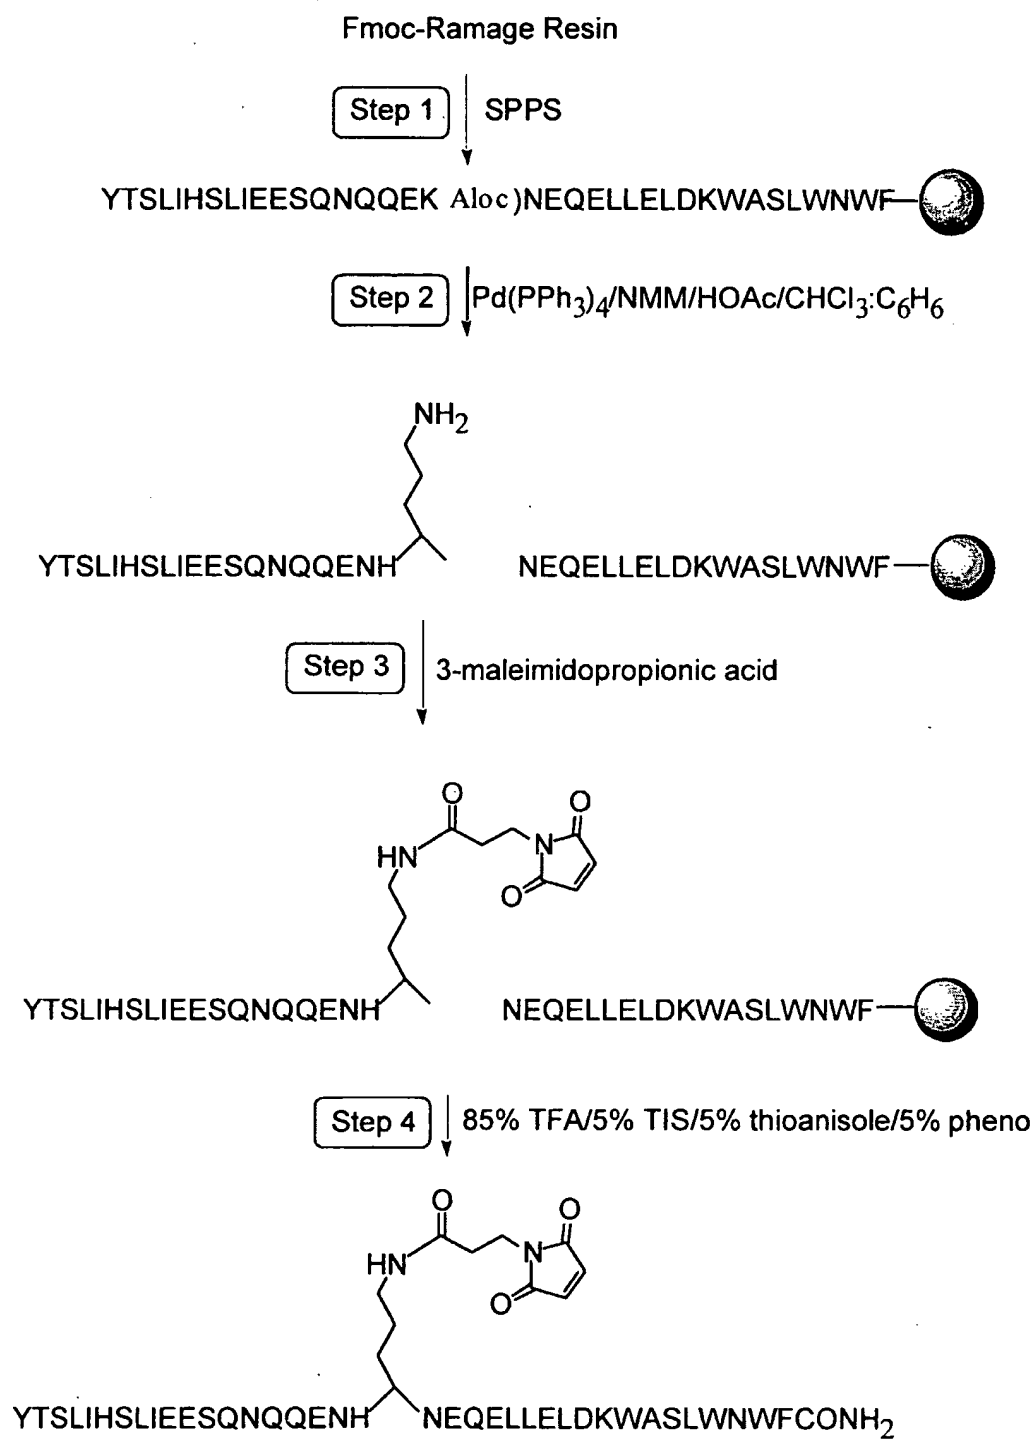 Fmoc-Ramage Resin
Step 1 SPPS
YTSLIHSLIEESQNQQEK Aloc)NEQELLELDKWASLWNWF
Step 2 Pd(PPh3)4/NMM/HOAc/CHCl3:C6H6
NH2
YTSLIHSLIEESQNQQENH NEQELLELDKWASLWNWF
Step 3 3-maleimidopropionic acid
O
O
HN
N
O
YTSLIHSLIEESQNQQENH NEQELLELDKWASLWNWF
Step 4 85% TFA/5% TIS/5% thioanisole/5% pheno
O
O
HN
N
O
YTSLIHSLIEESQNQQENH NEQELLELDKWASLWNWFCONH2